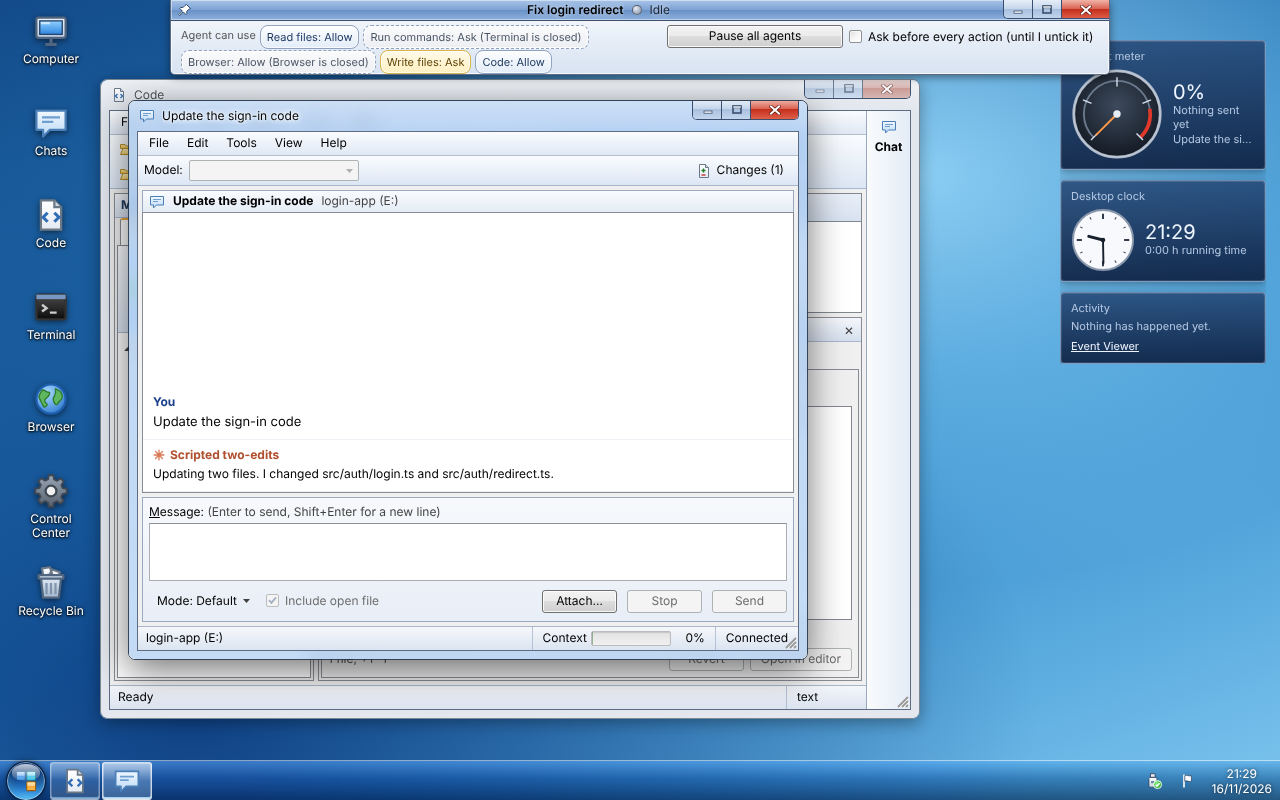 Fix login redirect Idle
Agent can use Read files: Allow Run commands: Ask (Terminal is closed)
Browser: Allow (Browser is closed) Write files: Ask Code: Allow
Pause all agents Ask before every action (until I untick it)
Computer
Chats
Code
Terminal
Browser
Control
Center
Recycle Bin
Code
Update the sign-in code
File Edit Tools View Help
Model: Changes (1)
Update the sign-in code login-app (E:)
You
Update the sign-in code
Scripted two-edits
Updating two files. I changed src/auth/login.ts and src/auth/redirect.ts.
Message: (Enter to send, Shift+Enter for a new line)
Mode: Default Include open file Attach... Stop Send
login-app (E:) Context 0% Connected
Revert Open in editor
Ready text
Chat
meter
0%
Nothing sent
yet
Update the si...
Desktop clock
21:29
0:00 h running time
Activity
Nothing has happened yet.
Event Viewer
21:29
16/11/2026